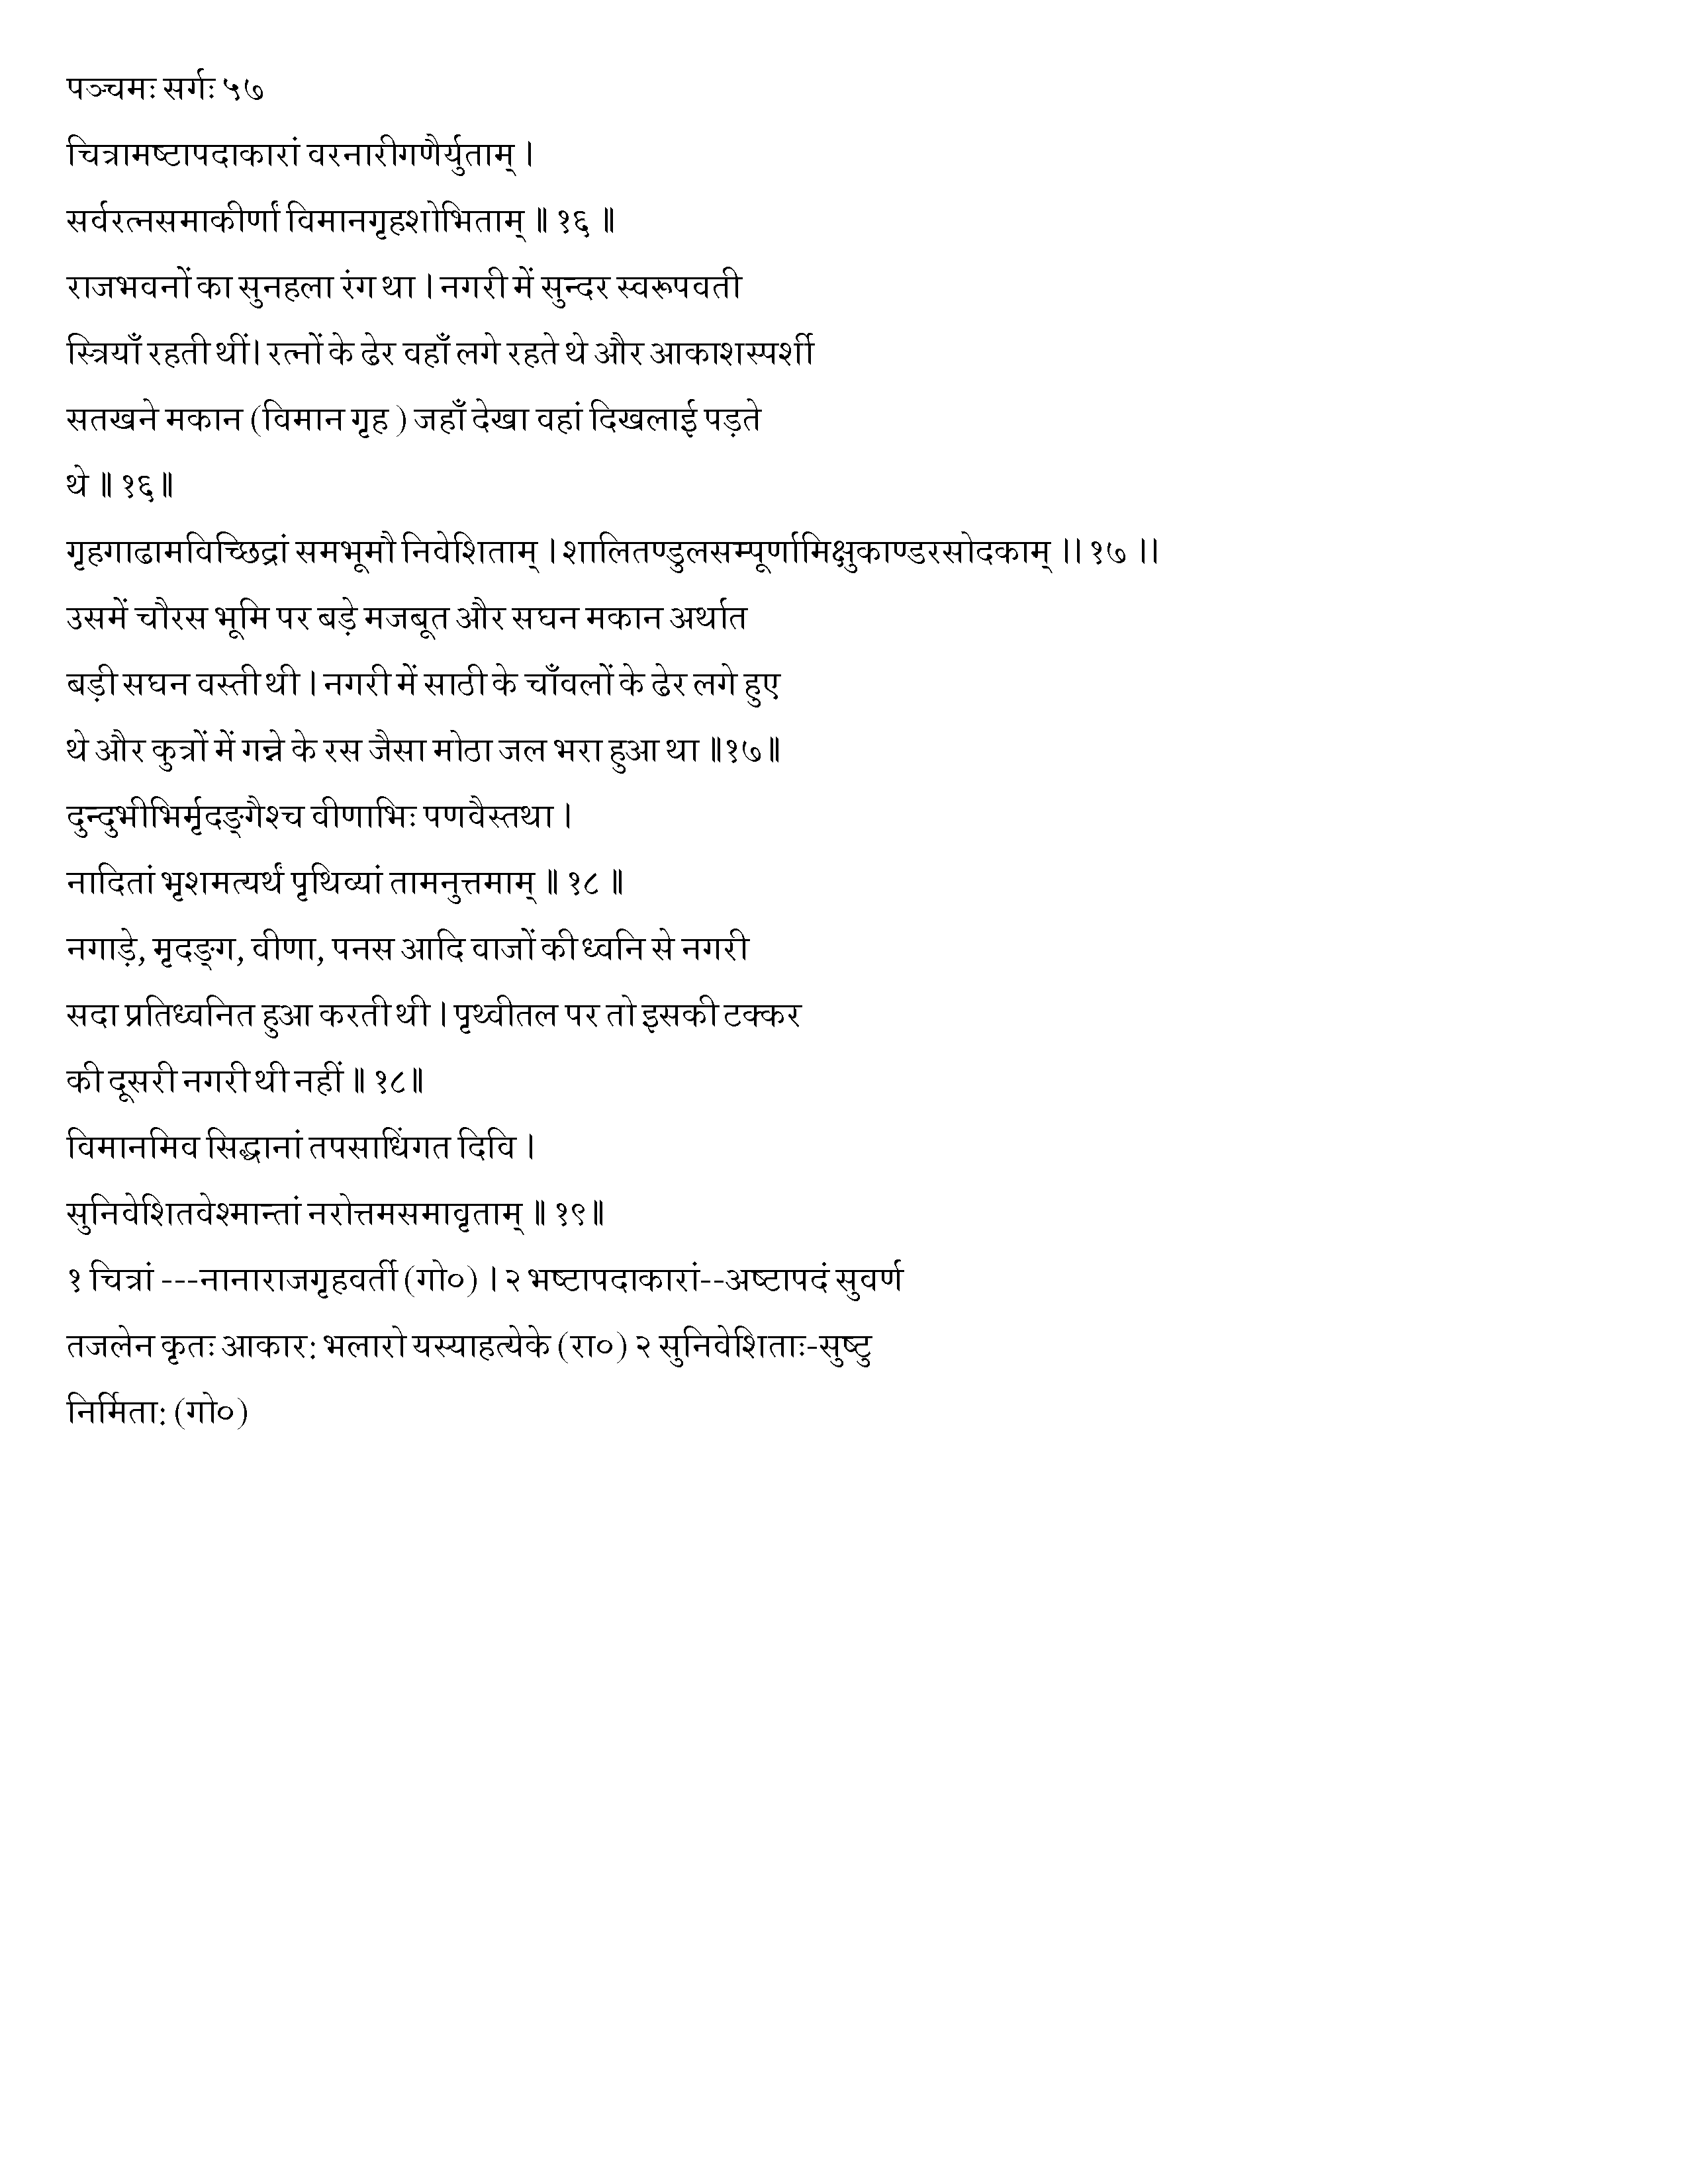 पञ्चमः सर्गः ५७
चित्रामष्टापदाकारां वरनारीगणैर्युताम् ।
सर्वरत्नसमाकीर्णां विमानगृहशोभिताम् ॥ १६ ॥
राजभवनों का सुनहला रंग था । नगरी में सुन्दर स्वरूपवती
स्त्रियाँ रहती थीं। रत्नों के ढेर वहाँ लगे रहते थे और आकाशस्पर्शी
सतखने मकान (विमान गृह ) जहाँ देखा वहां दिखलाई पड़ते
थे ॥ १६॥
गृहगाढामविच्छिद्रां समभूमौ निवेशिताम् । शालितण्डुलसम्पूर्णामिक्षुकाण्डरसोदकाम् ।। १७ ।।
उसमें चौरस भूमि पर बड़े मजबूत और सघन मकान अर्थात
बड़ी सघन वस्ती थी । नगरी में साठी के चाँवलों के ढेर लगे हुए
थे और कुत्रों में गन्ने के रस जैसा मोठा जल भरा हुआ था ॥१७॥
दुन्दुभीभिर्मृदङ्गैश्च वीणाभिः पणवैस्तथा ।
नादितां भृशमत्यर्थं पृथिव्यां तामनुत्तमाम् ॥ १८ ॥
नगाड़े, मृदङ्ग, वीणा, पनस आदि वाजों की ध्वनि से नगरी
सदा प्रतिध्वनित हुआ करती थी । पृथ्वीतल पर तो इसकी टक्कर
की दूसरी नगरी थी नहीं ॥ १८॥
विमानमिव सिद्धानां तपसाधिंगत दिवि ।
सुनिवेशितवेश्मान्तां नरोत्तमसमावृताम् ॥ १९॥
१ चित्रां ---नानाराजगृहवर्ती (गो०) । २ भष्टापदाकारां--अष्टापदं सुवर्ण
तजलेन कृतः आकार: भलारो यस्याहत्येके (रा०) २ सुनिवेशिताः-सुष्टु
निर्मिता: (गो०)